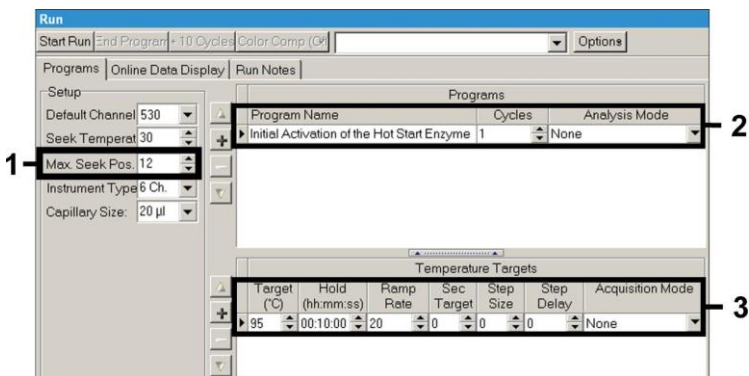 Run
Start Run End Program + 10 Cycles Color Comp (Off) Options
Programs Online Data Display Run Notes
Setup
Default Channel 530
Seek Temperat 30
Max. Seek Pos. 12
Instrument Type 6 Ch.
Capillary Size: 20 µl
1
Programs
Program Name Cycles Analysis Mode
Initial Activation of the Hot Start Enzyme 1 None
2
Temperature Targets
Target (°C) Hold (hh:mm:ss) Ramp Rate Sec Target Step Size Step Delay Acquisition Mode
95 00:10:00 20 0 0 0 None
3